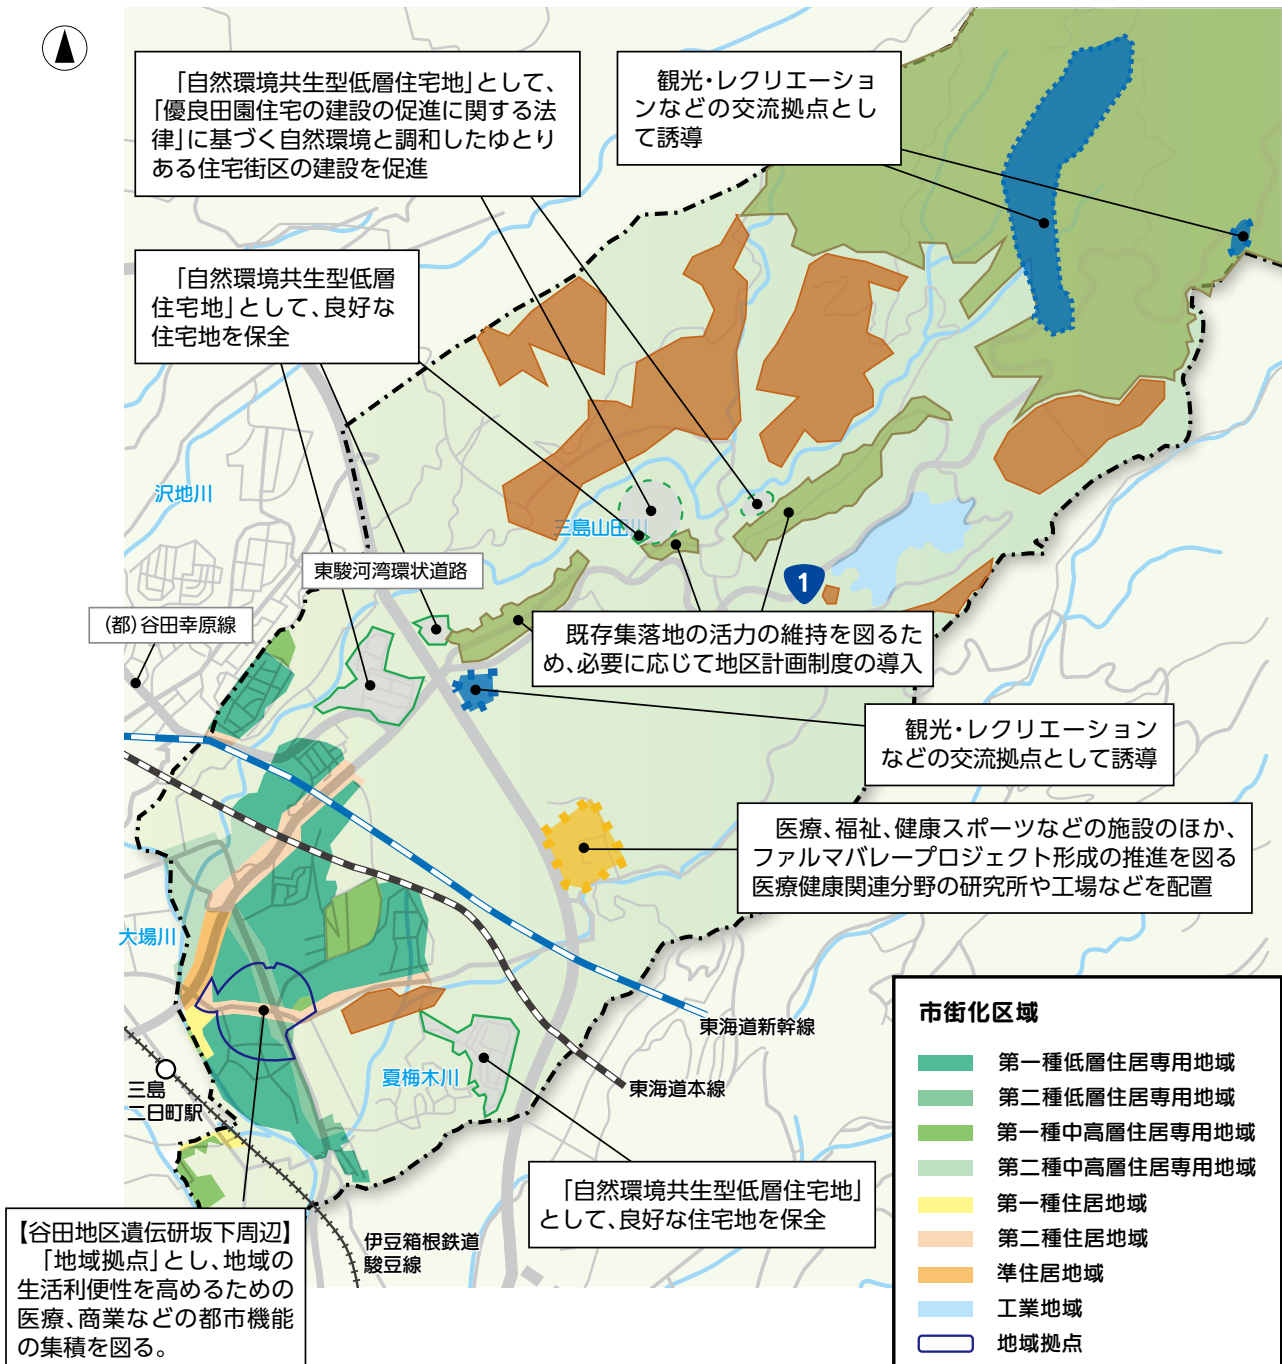 「自然環境共生型低層住宅地」として、
「優良田園住宅の建設の促進に関する法
律」に基づく自然環境と調和したゆとり
ある住宅街区の建設を促進
観光・レクリエーショ
ンなどの交流拠点とし
て誘導
「自然環境共生型低層
住宅地」として、良好な
住宅地を保全
沢地川
三島山田川
東駿河湾環状道路
1
(都)谷田幸原線
既存集落地の活力の維持を図るた
め、必要に応じて地区計画制度の導入
観光・レクリエーション
などの交流拠点として誘導
医療、福祉、健康スポーツなどの施設のほか、
ファルマバレープロジェクト形成の推進を図る
医療健康関連分野の研究所や工場などを配置
大場川
東海道新幹線
東海道本線
三島
二日町駅
夏梅木川
「自然環境共生型低層住宅地」
として、良好な住宅地を保全
伊豆箱根鉄道
駿豆線
【谷田地区遺伝研坂下周辺】
「地域拠点」とし、地域の
生活利便性を高めるための
医療、商業などの都市機能
の集積を図る。
市街化区域
第一種低層住居専用地域
第二種低層住居専用地域
第一種中高層住居専用地域
第二種中高層住居専用地域
第一種住居地域
第二種住居地域
準住居地域
工業地域
地域拠点